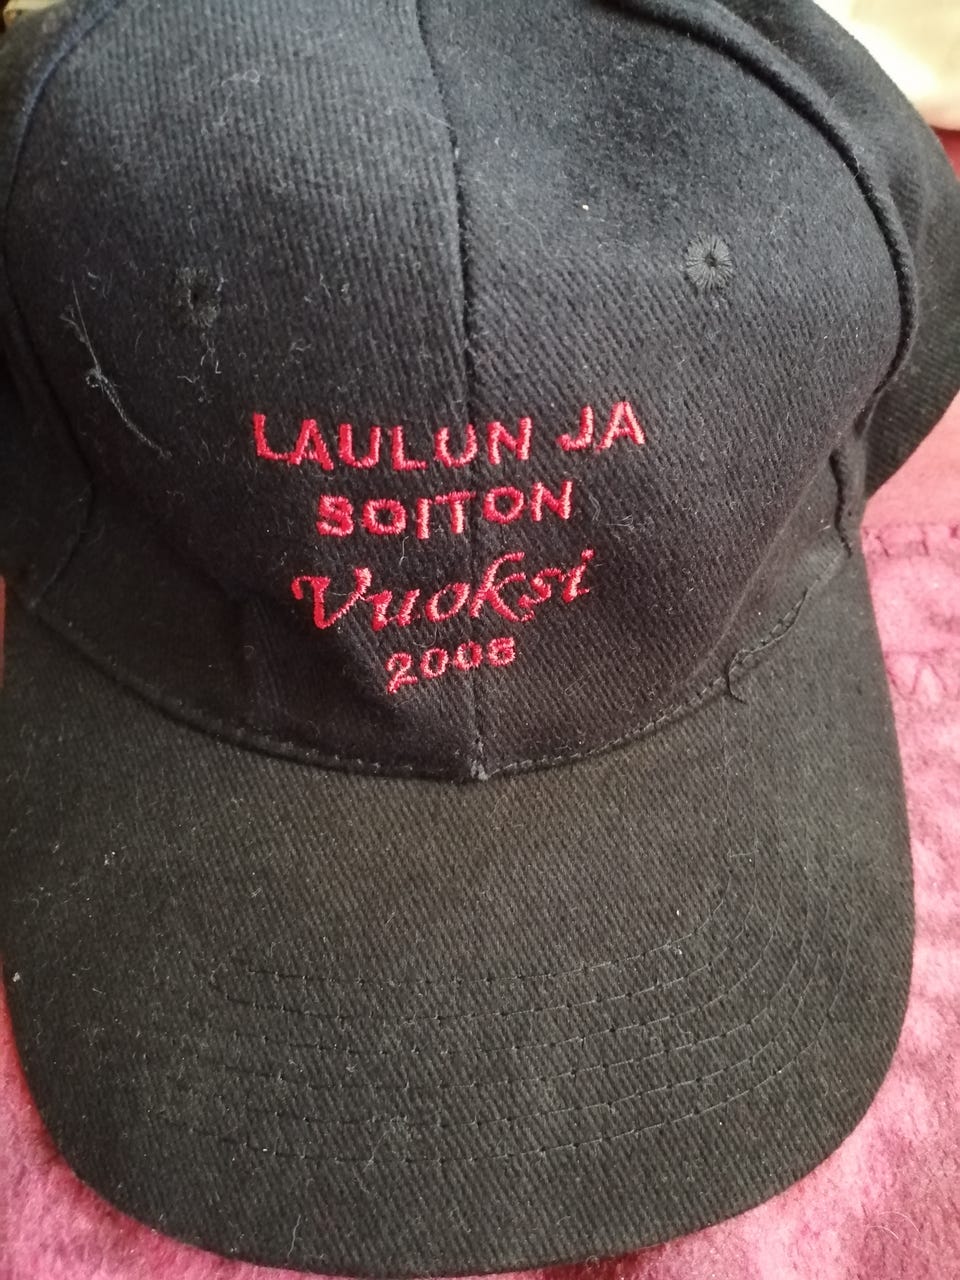 LAULUN JA
SOITON
Vuoksi
2006